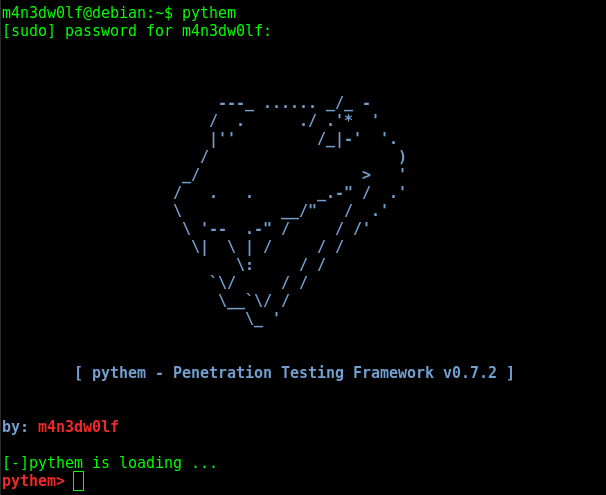 m4n3dw0lf@debian:~$ pythem
[sudo] password for m4n3dw0lf:
[ pythem - Penetration Testing Framework v0.7.2 ]
by: m4n3dw0lf
[-]pythem is loading ...
pythem>